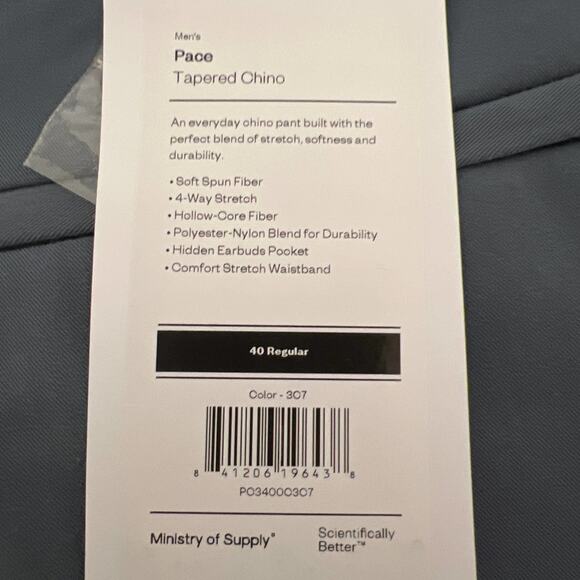 Men's
Pace
Tapered Chino
An everyday chino pant built with the
perfect blend of stretch, softness and
durability.
• Soft Spun Fiber
• 4-Way Stretch
• Hollow-Core Fiber
• Polyester-Nylon Blend for Durability
• Hidden Earbuds Pocket
• Comfort Stretch Waistband
40 Regular
Color - 3C7
8 41206 19643 8
PO340003C7
Ministry of Supply®
Scientifically
Better™